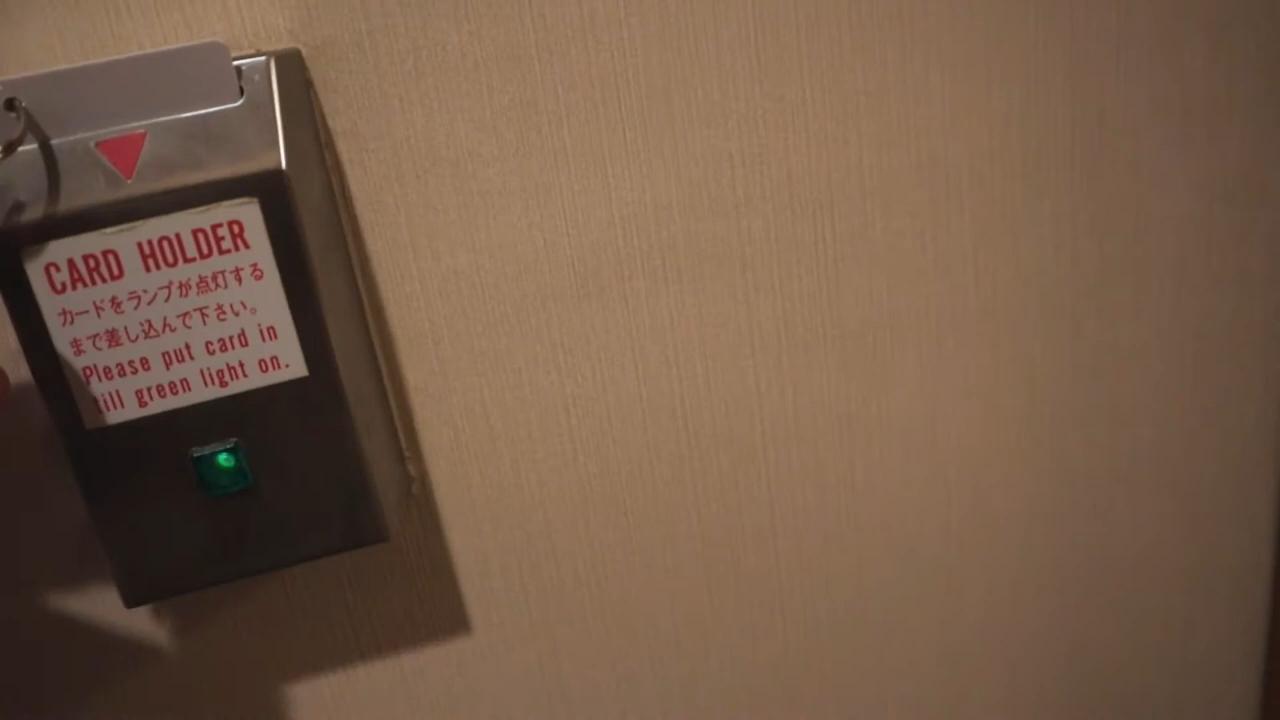 CARD HOLDER
カードをランプが点灯する
まで差し込んで下さい。
Please put card in
till green light on.